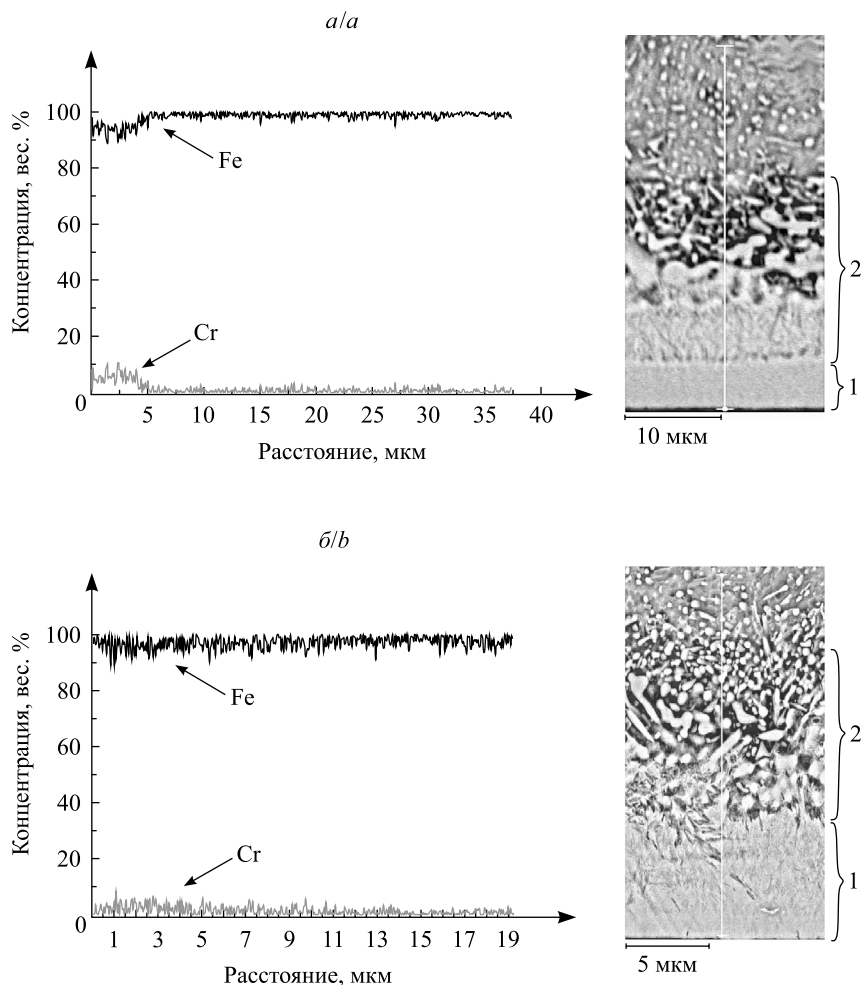 а/a
Концентрация, вес. %
100
80
60
40
20
0
Fe
Cr
5 10 15 20 25 30 35 40
Расстояние, мкм
2
1
10 мкм
б/b
Концентрация, вес. %
100
80
60
40
20
0
Fe
Cr
1 3 5 7 9 11 13 15 17 19
Расстояние, мкм
2
1
5 мкм